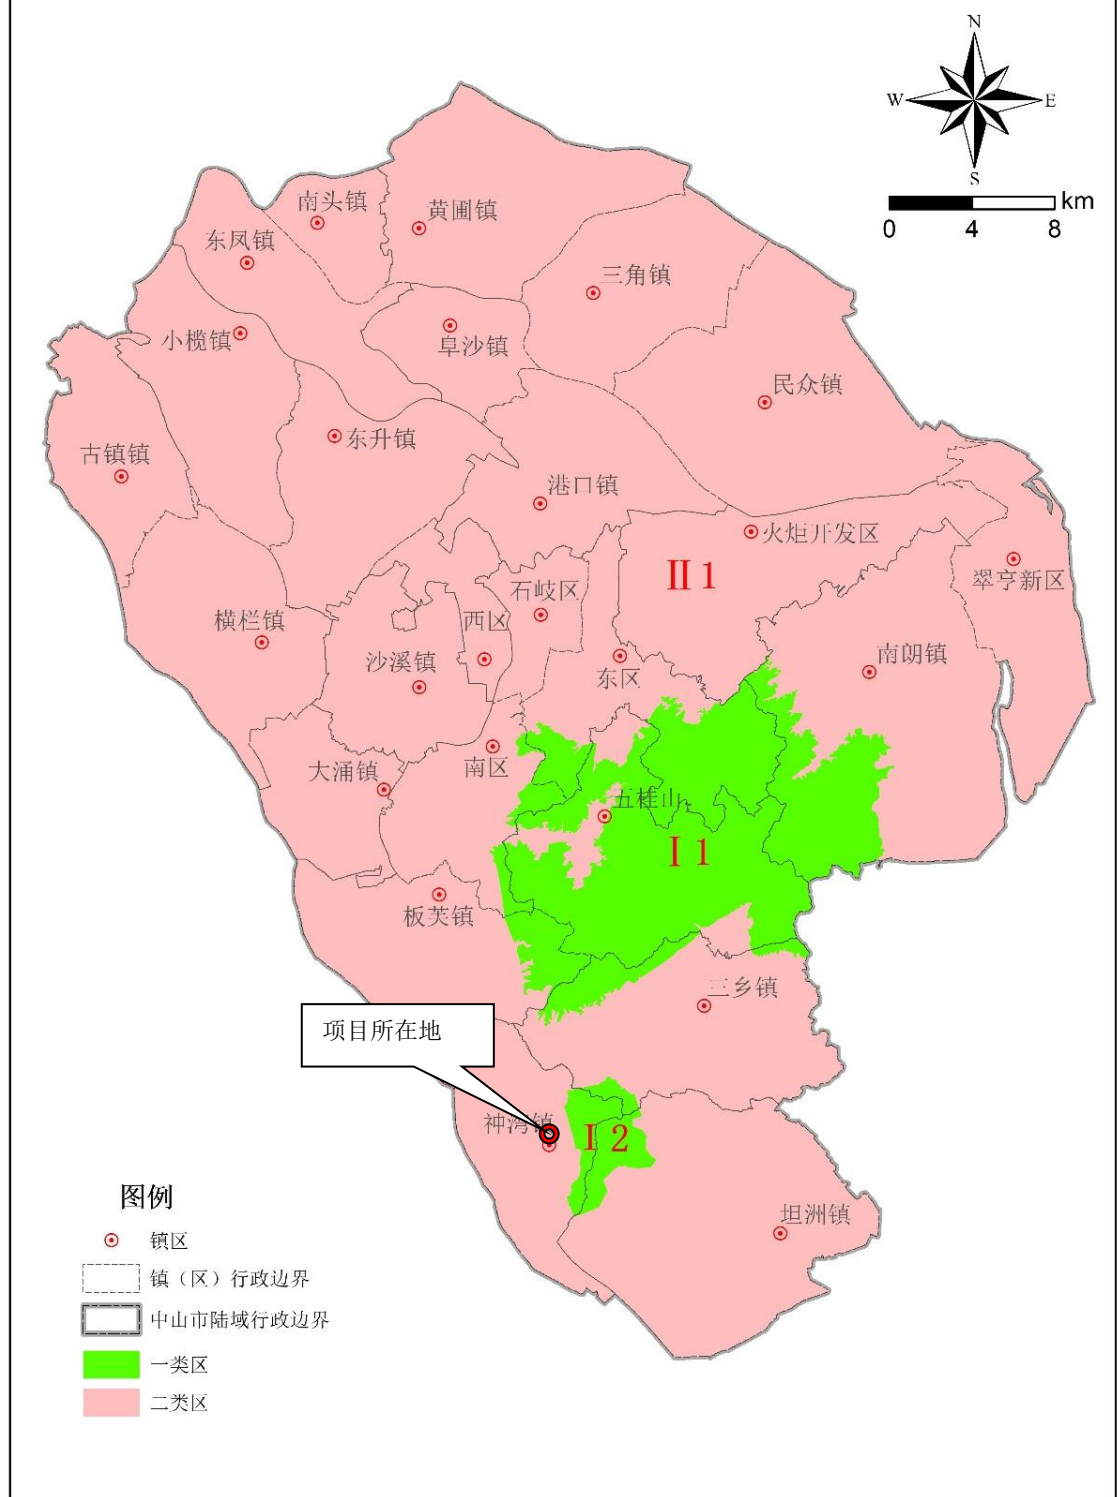 N
W
E
S
km
0
4
8
南头镇
黄圃镇
东凤镇
三角镇
小榄镇
阜沙镇
民众镇
东升镇
古镇镇
港口镇
火炬开发区
翠亨新区
II 1
石岐区
横栏镇
西区
沙溪镇
东区
南朗镇
南区
大涌镇
五桂山
I 1
板芙镇
三乡镇
项目所在地
神湾镇
I 2
坦洲镇
图例
镇区
镇（区）行政边界
中山市陆域行政边界
一类区
二类区